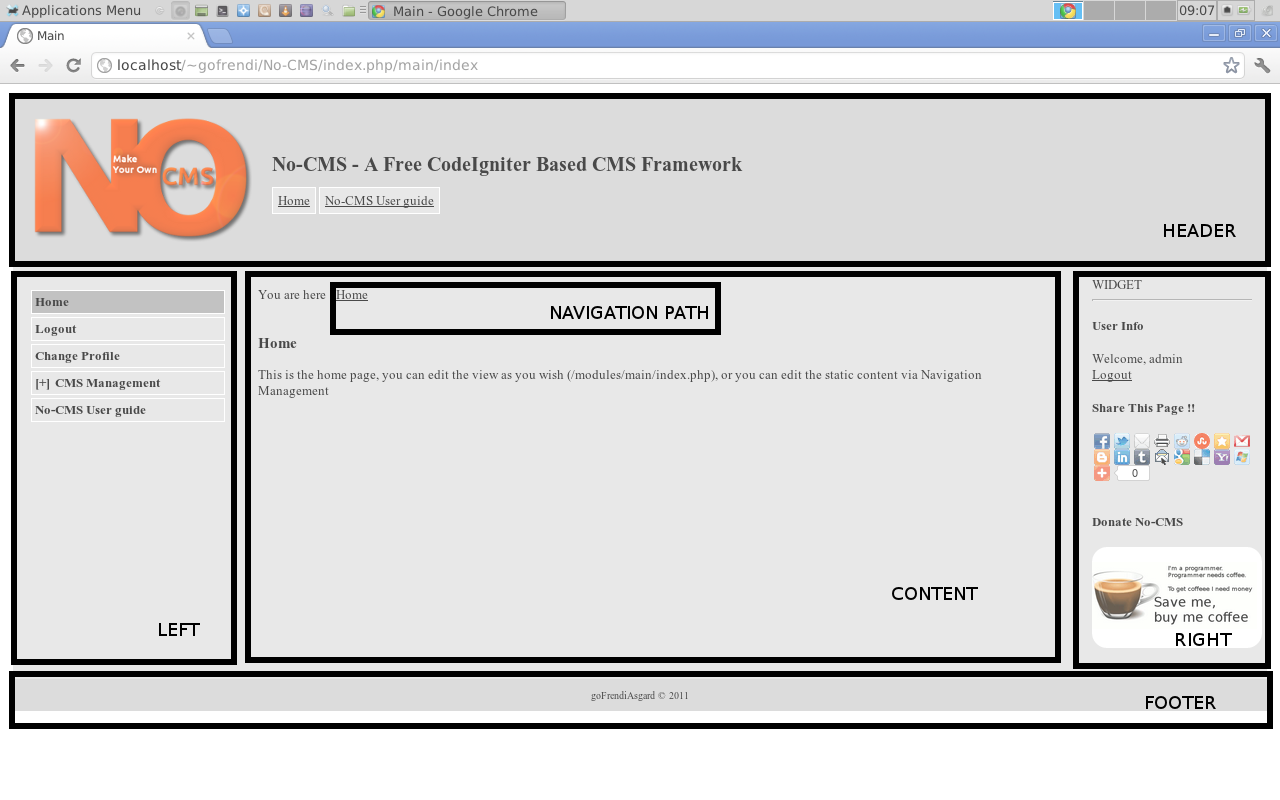 Applications Menu
Main - Google Chrome
09:07
Main
localhost/~gofrendi/No-CMS/index.php/main/index
NO
Make
Your Own
CMS
No-CMS - A Free CodeIgniter Based CMS Framework
Home
No-CMS User guide
HEADER
Home
Logout
Change Profile
[+] CMS Management
No-CMS User guide
LEFT
You are here
Home
NAVIGATION PATH
Home
This is the home page, you can edit the view as you wish (/modules/main/index.php), or you can edit the static content via Navigation
Management
CONTENT
WIDGET
User Info
Welcome, admin
Logout
Share This Page !!
0
Donate No-CMS
I'm a programmer.
Programmer needs coffee.
To get coffeee I need money
Save me,
buy me coffee
RIGHT
goFrendiAsgard © 2011
FOOTER